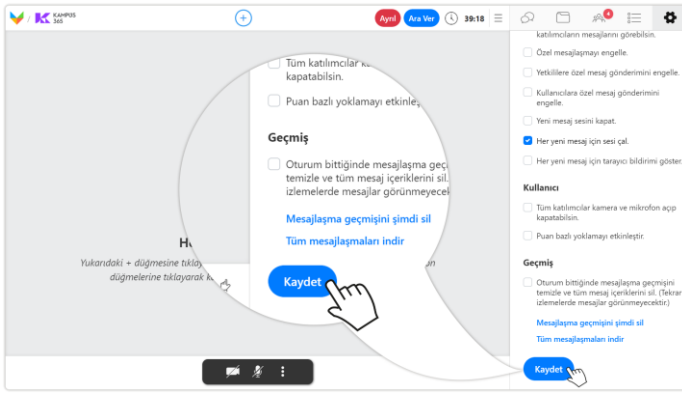 KAMPÜS
365
Ayrıl
Ara Ver
39:18
katılımcıların mesajlarını görebilsin.
Özel mesajlaşmayı engelle.
Yetkililere özel mesaj gönderimini engelle.
Kullanıcılara özel mesaj gönderimini
engelle.
Yeni mesaj sesini kapat.
Her yeni mesaj için sesi çal.
Her yeni mesaj için tarayıcı bildirimi göster.
Kullanıcı
Tüm katılımcılar kamera ve mikrofon açıp
kapatabilsin.
Puan bazlı yoklamayı etkinleştir.
Geçmiş
Oturum bittiğinde mesajlaşma geçmişini
temizle ve tüm mesaj içeriklerini sil. (Tekrar
izlemelerde mesajlar görünmeyecektir.)
Mesajlaşma geçmişini şimdi sil
Tüm mesajlaşmaları indir
Kaydet
Tüm katılımcılar
kapatabilsin.
Puan bazlı yoklamayı etkinleş
Geçmiş
Oturum bittiğinde mesajlaşma geç
temizle ve tüm mesaj içeriklerini sil.
izlemelerde mesajlar görünmeyecek
Mesajlaşma geçmişini şimdi sil
Tüm mesajlaşmaları indir
Kaydet
H
Yukarıdaki + düğmesine tıklay
düğmelerine tıklayarak